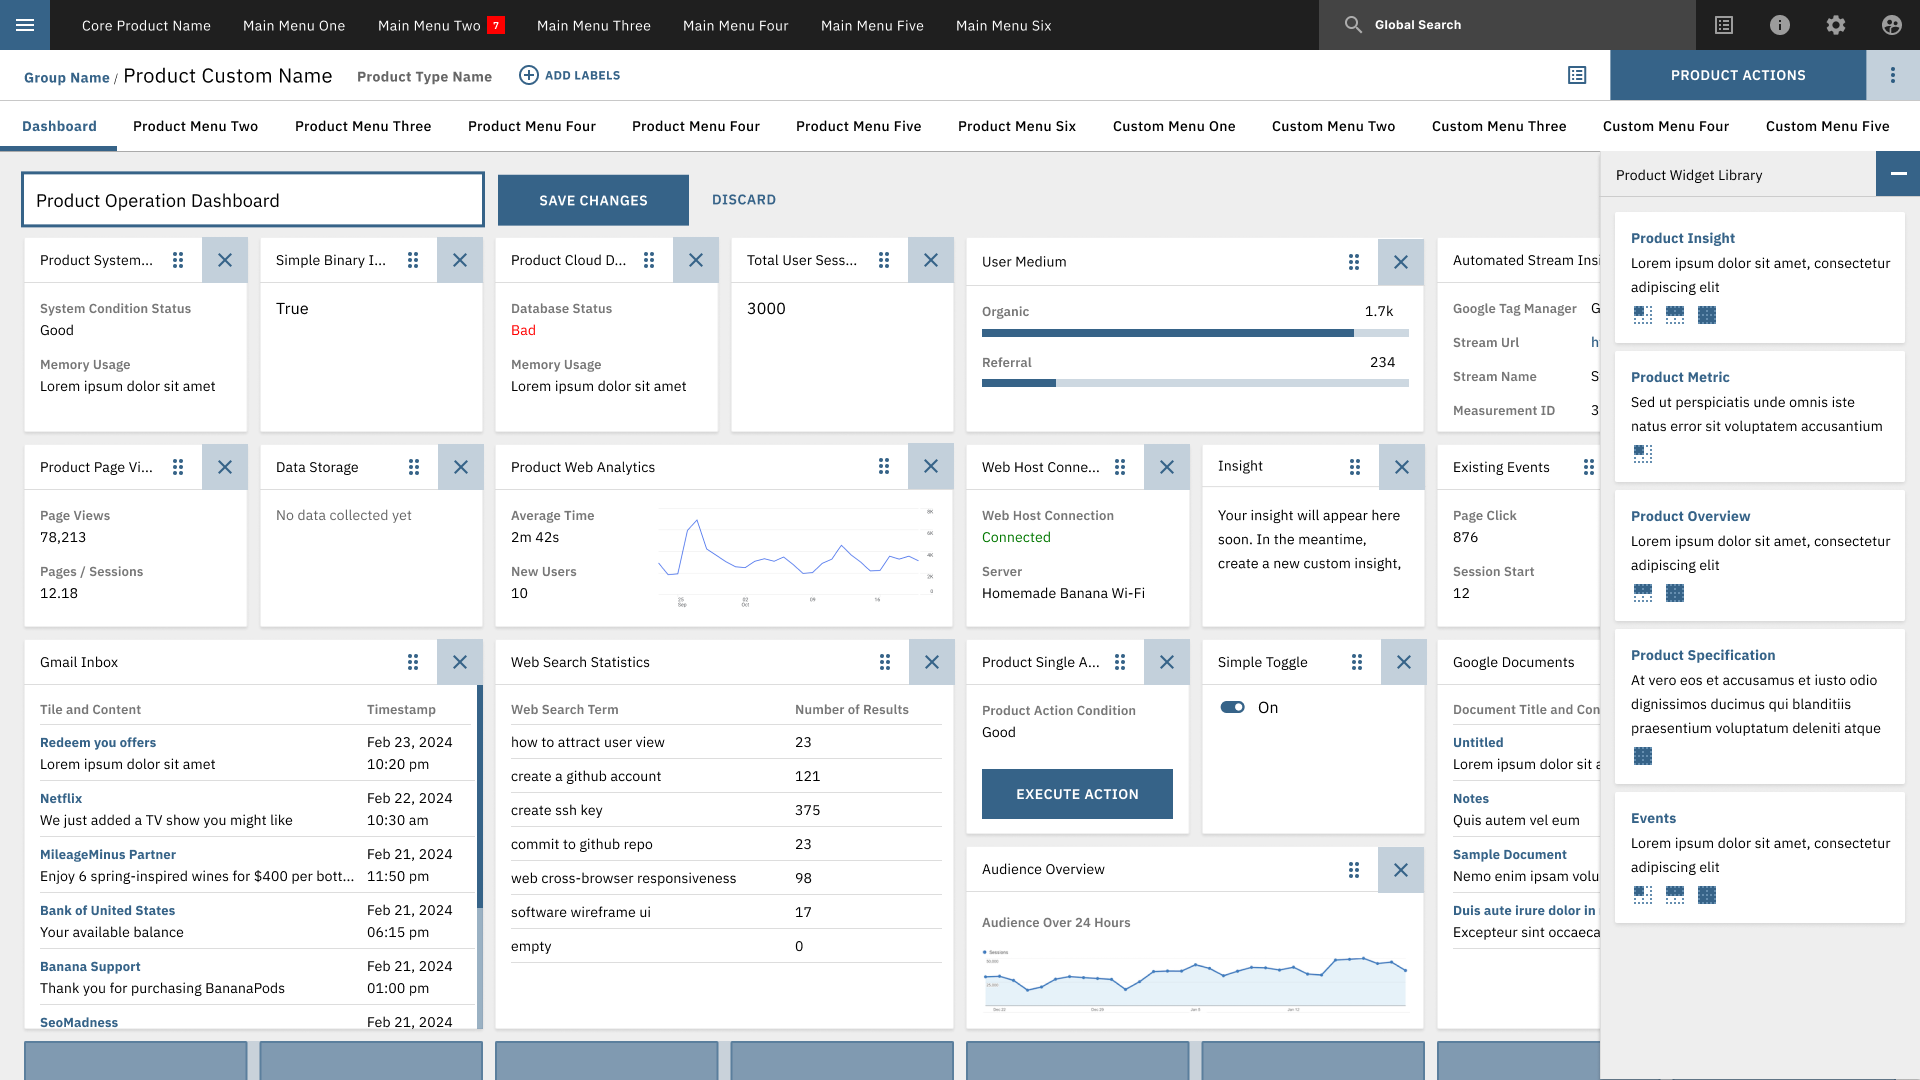 Core Product Name Main Menu One Main Menu Two 7 Main Menu Three Main Menu Four Main Menu Five Main Menu Six Global Search
Group Name / Product Custom Name Product Type Name ADD LABELS PRODUCT ACTIONS
Dashboard Product Menu Two Product Menu Three Product Menu Four Product Menu Four Product Menu Five Product Menu Six Custom Menu One Custom Menu Two Custom Menu Three Custom Menu Four Custom Menu Five
Product Operation Dashboard SAVE CHANGES DISCARD
Product System...
System Condition Status
Good
Memory Usage
Lorem ipsum dolor sit amet
Simple Binary I...
True
Product Cloud D...
Database Status
Bad
Memory Usage
Lorem ipsum dolor sit amet
Total User Sess...
3000
User Medium
Organic 1.7k
Referral 234
Automated Stream Insi
Google Tag Manager G
Stream Url h
Stream Name S
Measurement ID 3
Product Page Vi...
Page Views
78,213
Pages / Sessions
12.18
Data Storage
No data collected yet
Product Web Analytics
Average Time
2m 42s
New Users
10
8K
6K
4K
2K
0
25 02 09 16
Sep Oct
Web Host Conne...
Web Host Connection
Connected
Server
Homemade Banana Wi-Fi
Insight
Your insight will appear here
soon. In the meantime,
create a new custom insight,
Existing Events
Page Click
876
Session Start
12
Gmail Inbox
Tile and Content Timestamp
Redeem you offers Feb 23, 2024
Lorem ipsum dolor sit amet 10:20 pm
Netflix Feb 22, 2024
We just added a TV show you might like 10:30 am
MileageMinus Partner Feb 21, 2024
Enjoy 6 spring-inspired wines for $400 per bott... 11:50 pm
Bank of United States Feb 21, 2024
Your available balance 06:15 pm
Banana Support Feb 21, 2024
Thank you for purchasing BananaPods 01:00 pm
SeoMadness Feb 21, 2024
Web Search Statistics
Web Search Term Number of Results
how to attract user view 23
create a github account 121
create ssh key 375
commit to github repo 23
web cross-browser responsiveness 98
software wireframe ui 17
empty 0
Product Single A...
Product Action Condition
Good
EXECUTE ACTION
Simple Toggle
On
Audience Overview
Audience Over 24 Hours
Sessions
Dec 22 Dec 29 Jan 5 Jan 12
Google Documents
Document Title and Con
Untitled
Lorem ipsum dolor sit a
Notes
Quis autem vel eum
Sample Document
Nemo enim ipsam volu
Duis aute irure dolor in
Excepteur sint occaeca
Product Widget Library
Product Insight
Lorem ipsum dolor sit amet, consectetur
adipiscing elit
Product Metric
Sed ut perspiciatis unde omnis iste
natus error sit voluptatem accusantium
Product Overview
Lorem ipsum dolor sit amet, consectetur
adipiscing elit
Product Specification
At vero eos et accusamus et iusto odio
dignissimos ducimus qui blanditiis
praesentium voluptatum deleniti atque
Events
Lorem ipsum dolor sit amet, consectetur
adipiscing elit